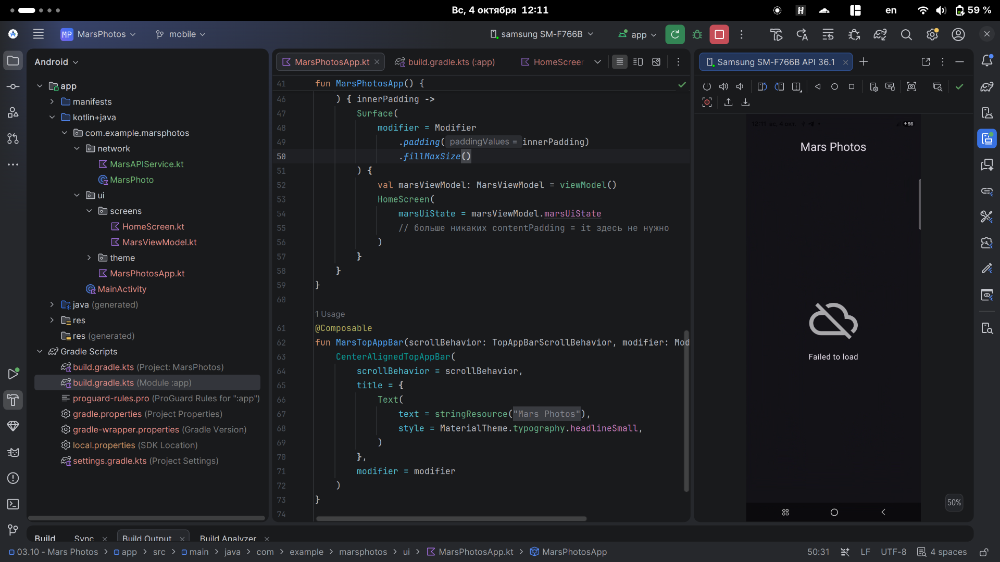 Вс, 4 октября 12:11
en
59 %
MP MarsPhotos
mobile
samsung SM-F766B
app
Android
app
manifests
kotlin+java
com.example.marsphotos
network
MarsAPIService.kt
MarsPhoto
ui
screens
HomeScreen.kt
MarsViewModel.kt
theme
MarsPhotosApp.kt
MainActivity
java (generated)
res
res (generated)
Gradle Scripts
build.gradle.kts (Project: MarsPhotos)
build.gradle.kts (Module :app)
proguard-rules.pro (ProGuard Rules for ":app")
gradle.properties (Project Properties)
gradle-wrapper.properties (Gradle Version)
local.properties (SDK Location)
settings.gradle.kts (Project Settings)
MarsPhotosApp.kt
build.gradle.kts (:app)
HomeScreen
41 fun MarsPhotosApp() {
46 ) { innerPadding ->
47 Surface(
48 modifier = Modifier
49 .padding( paddingValues = innerPadding)
50 .fillMaxSize()
51 ) {
52 val marsViewModel: MarsViewModel = viewModel()
53 HomeScreen(
54 marsUiState = marsViewModel.marsUiState
55 // больше никаких contentPadding = it здесь не нужно
56 )
57 }
58 }
59 }
60
1 Usage
61 @Composable
62 fun MarsTopAppBar(scrollBehavior: TopAppBarScrollBehavior, modifier: Mod
63 CenterAlignedTopAppBar(
64 scrollBehavior = scrollBehavior,
65 title = {
66 Text(
67 text = stringResource("Mars Photos"),
68 style = MaterialTheme.typography.headlineSmall,
69 )
70 },
71 modifier = modifier
72 )
73 }
74
Samsung SM-F766B API 36.1
12:11 вс, 4 окт.
56
Mars Photos
Failed to load
50%
Build
Sync
Build Output
Build Analyzer
03.10 - Mars Photos > app > src > main > java > com > example > marsphotos > ui > MarsPhotosApp.kt > MarsPhotosApp
50:31
LF
UTF-8
4 spaces